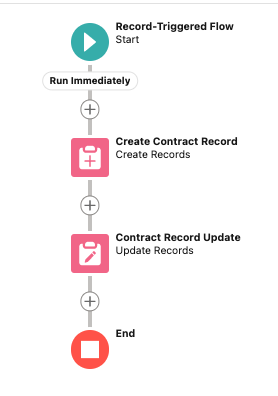 Record-Triggered Flow
Start
Run Immediately
Create Contract Record
Create Records
Contract Record Update
Update Records
End